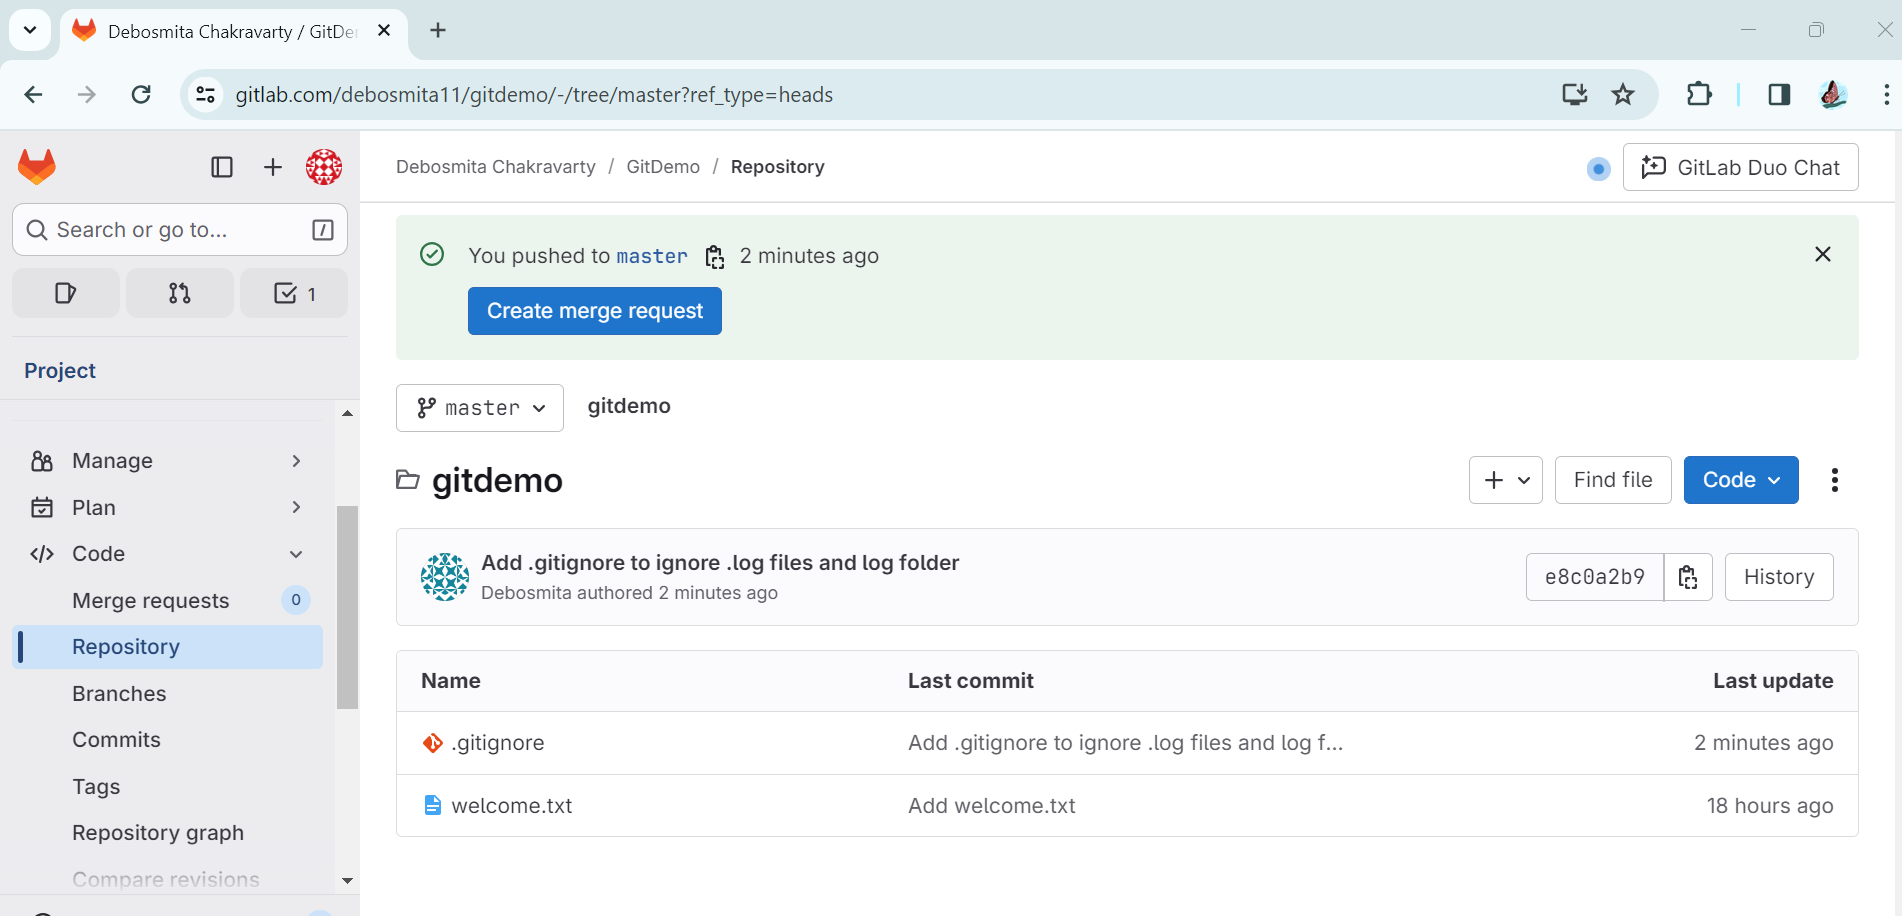 Debosmita Chakravarty / GitDe
gitlab.com/debosmita11/gitdemo/-/tree/master?ref_type=heads
Debosmita Chakravarty / GitDemo / Repository
GitLab Duo Chat
Search or go to...
/
1
You pushed to master 2 minutes ago
Create merge request
Project
master
gitdemo
Manage
Plan
Code
Merge requests 0
Repository
Branches
Commits
Tags
Repository graph
Compare revisions
gitdemo
Find file
Code
Add .gitignore to ignore .log files and log folder
Debosmita authored 2 minutes ago
e8c0a2b9
History
Name Last commit Last update
.gitignore Add .gitignore to ignore .log files and log f... 2 minutes ago
welcome.txt Add welcome.txt 18 hours ago